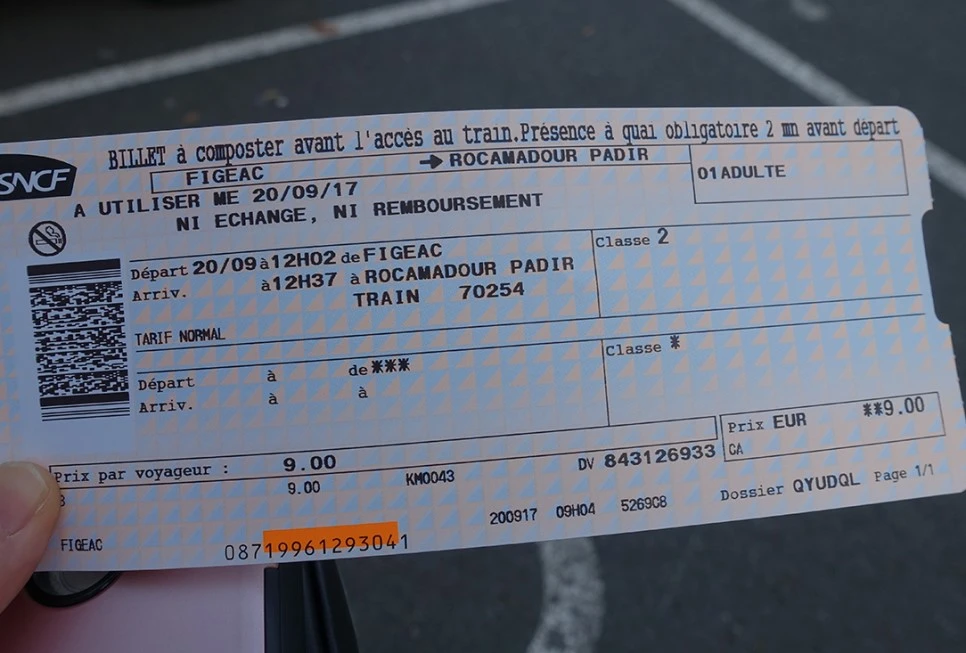 BILLET à composter avant l'accès au train.Présence à quai obligatoire 2 mn avant départ
SNCF
FIGEAC → ROCAMADOUR PADIR
01ADULTE
A UTILISER ME 20/09/17
NI ECHANGE, NI REMBOURSEMENT
Départ 20/09 à 12H02 de FIGEAC
Classe 2
Arriv. à 12H37 à ROCAMADOUR PADIR
TRAIN 70254
TARIF NORMAL
Départ à de ***
Classe *
Arriv. à à
Prix EUR **9.00
CA
Prix par voyageur : 9.00
9.00 KM0043 DV 843126933
200917 09H04 5269C8 Dossier QYUDQL Page 1/1
FIGEAC 08719961293041